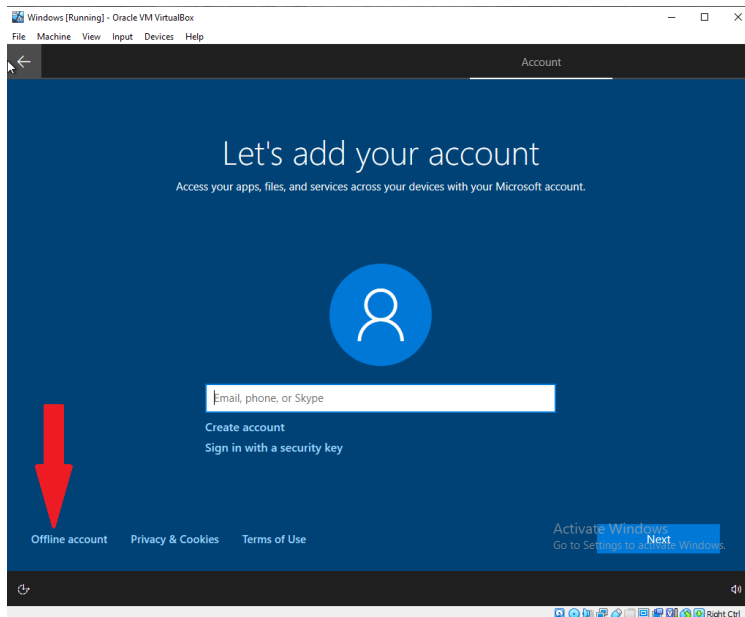 Windows [Running] - Oracle VM VirtualBox
File Machine View Input Devices Help
Account
Let's add your account
Access your apps, files, and services across your devices with your Microsoft account.
Email, phone, or Skype
Create account
Sign in with a security key
Offline account Privacy & Cookies Terms of Use
Activate Windows
Go to Settings to activate Windows.
Next
Right Ctrl